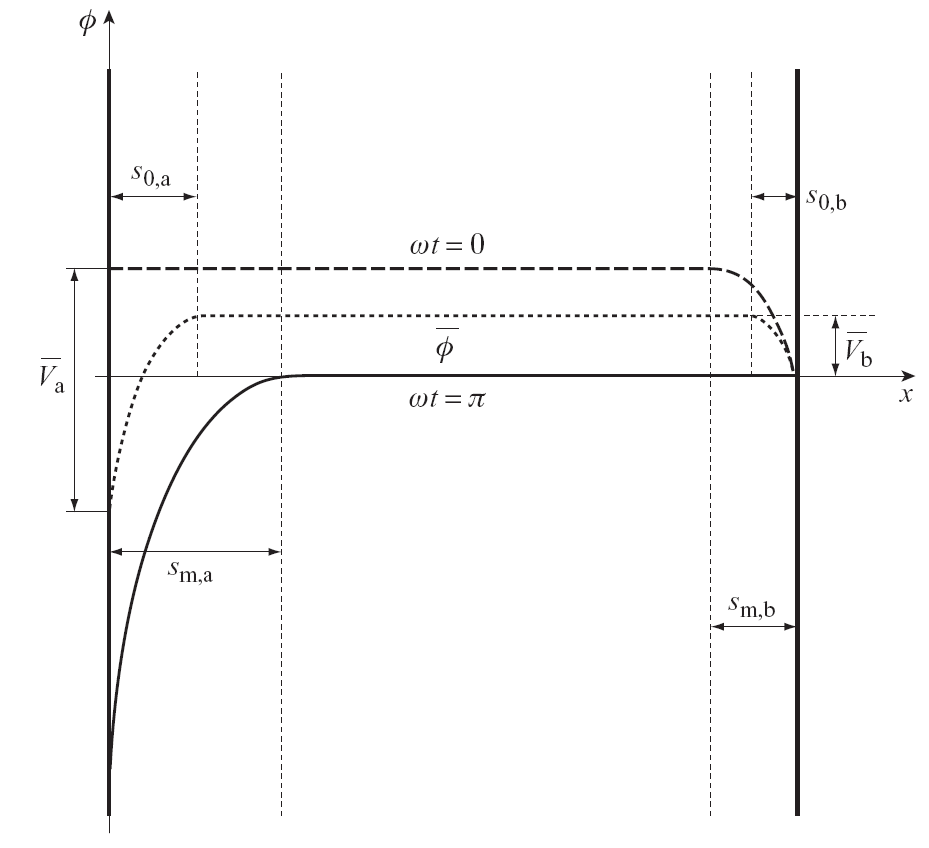 ϕ
s0,a
s0,b
ωt = 0
V̅a
ϕ̅
V̅b
x
ωt = π
sm,a
sm,b